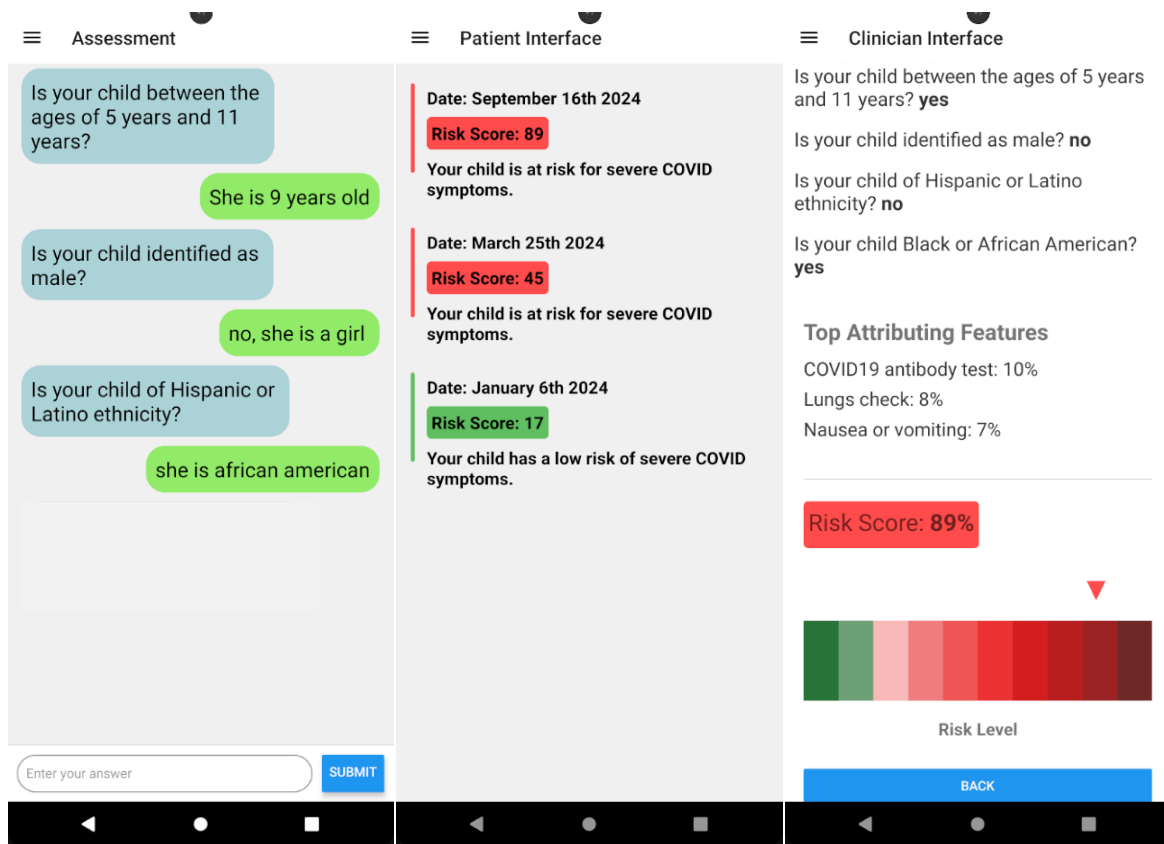 Assessment
Is your child between the
ages of 5 years and 11
years?
She is 9 years old
Is your child identified as
male?
no, she is a girl
Is your child of Hispanic or
Latino ethnicity?
she is african american
Enter your answer
SUBMIT
Patient Interface
Date: September 16th 2024
Risk Score: 89
Your child is at risk for severe COVID
symptoms.
Date: March 25th 2024
Risk Score: 45
Your child is at risk for severe COVID
symptoms.
Date: January 6th 2024
Risk Score: 17
Your child has a low risk of severe COVID
symptoms.
Clinician Interface
Is your child between the ages of 5 years
and 11 years? yes
Is your child identified as male? no
Is your child of Hispanic or Latino
ethnicity? no
Is your child Black or African American?
yes
Top Attributing Features
COVID19 antibody test: 10%
Lungs check: 8%
Nausea or vomiting: 7%
Risk Score: 89%
Risk Level
BACK